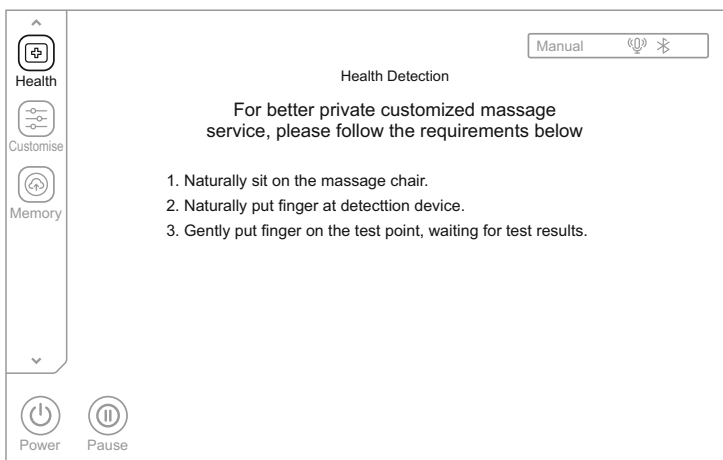 Manual
Health
Health Detection
For better private customized massage
service, please follow the requirements below
Customise
1. Naturally sit on the massage chair.
2. Naturally put finger at detecttion device.
Memory
3. Gently put finger on the test point, waiting for test results.
Power
Pause